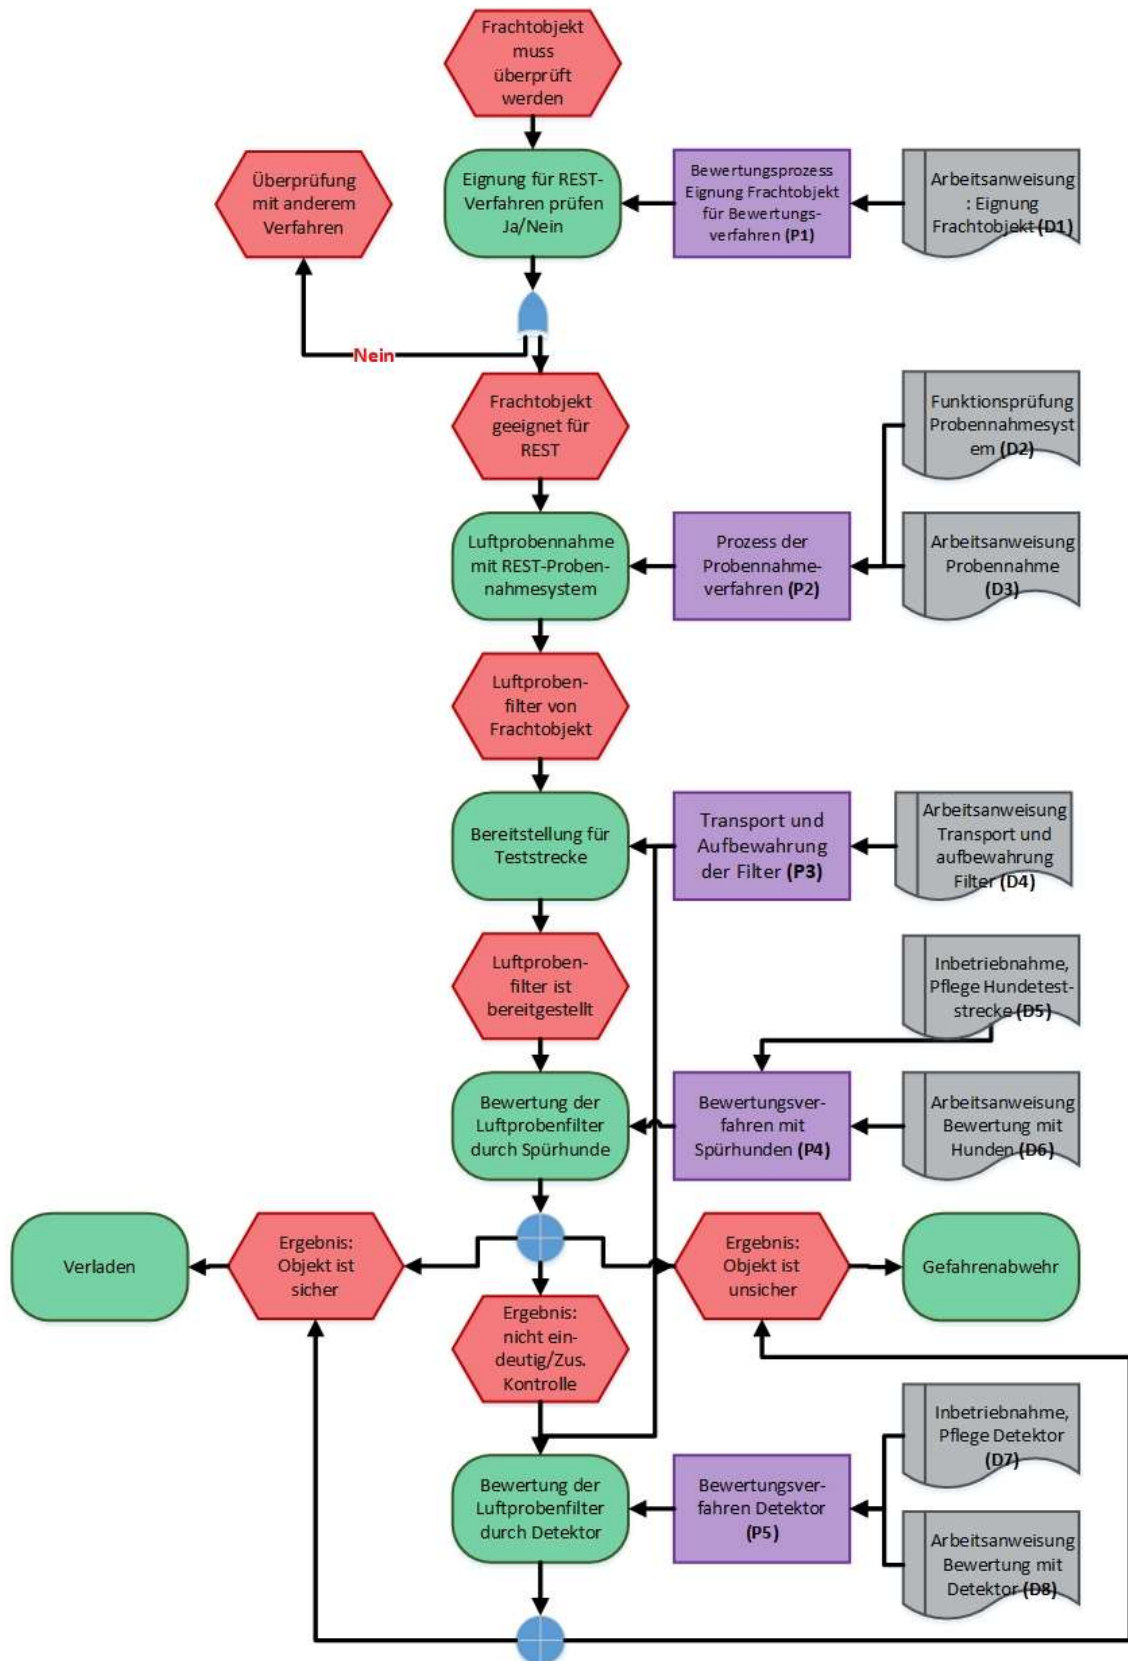 Frachtobjekt
muss
überprüft
werden
Überprüfung
mit anderem
Verfahren
Eignung für REST-
Verfahren prüfen
Ja/Nein
Bewertungsprozess
Eignung Frachtobjekt
für Bewertungs-
verfahren (P1)
Arbeitsanweisung
: Eignung
Frachtobjekt (D1)
Nein
Frachtobjekt
geeignet für
REST
Funktionsprüfung
Probennahmesyst
em (D2)
Luftprobennahme
mit REST-Proben-
nahmesystem
Prozess der
Probennahme-
verfahren (P2)
Arbeitsanweisung
Probennahme
(D3)
Luftproben-
filter von
Frachtobjekt
Bereitstellung für
Teststrecke
Transport und
Aufbewahrung
der Filter (P3)
Arbeitsanweisung
Transport und
aufbewahrung
Filter (D4)
Luftproben-
filter ist
bereitgestellt
Inbetriebnahme,
Pflege Hundetest-
strecke (D5)
Bewertung der
Luftprobenfilter
durch Spürhunde
Bewertungsver-
fahren mit
Spürhunden (P4)
Arbeitsanweisung
Bewertung mit
Hunden (D6)
Verladen
Ergebnis:
Objekt ist
sicher
Ergebnis:
Objekt ist
unsicher
Gefahrenabwehr
Ergebnis:
nicht ein-
deutig/Zus.
Kontrolle
Inbetriebnahme,
Pflege Detektor
(D7)
Bewertung der
Luftprobenfilter
durch Detektor
Bewertungsver-
fahren Detektor
(P5)
Arbeitsanweisung
Bewertung mit
Detektor (D8)